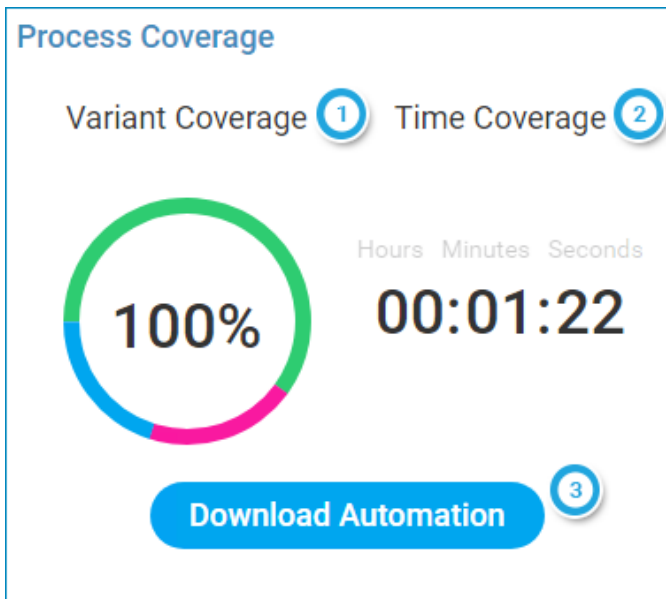 Process Coverage
Variant Coverage 1 Time Coverage 2
Hours Minutes Seconds
100% 00:01:22
Download Automation 3